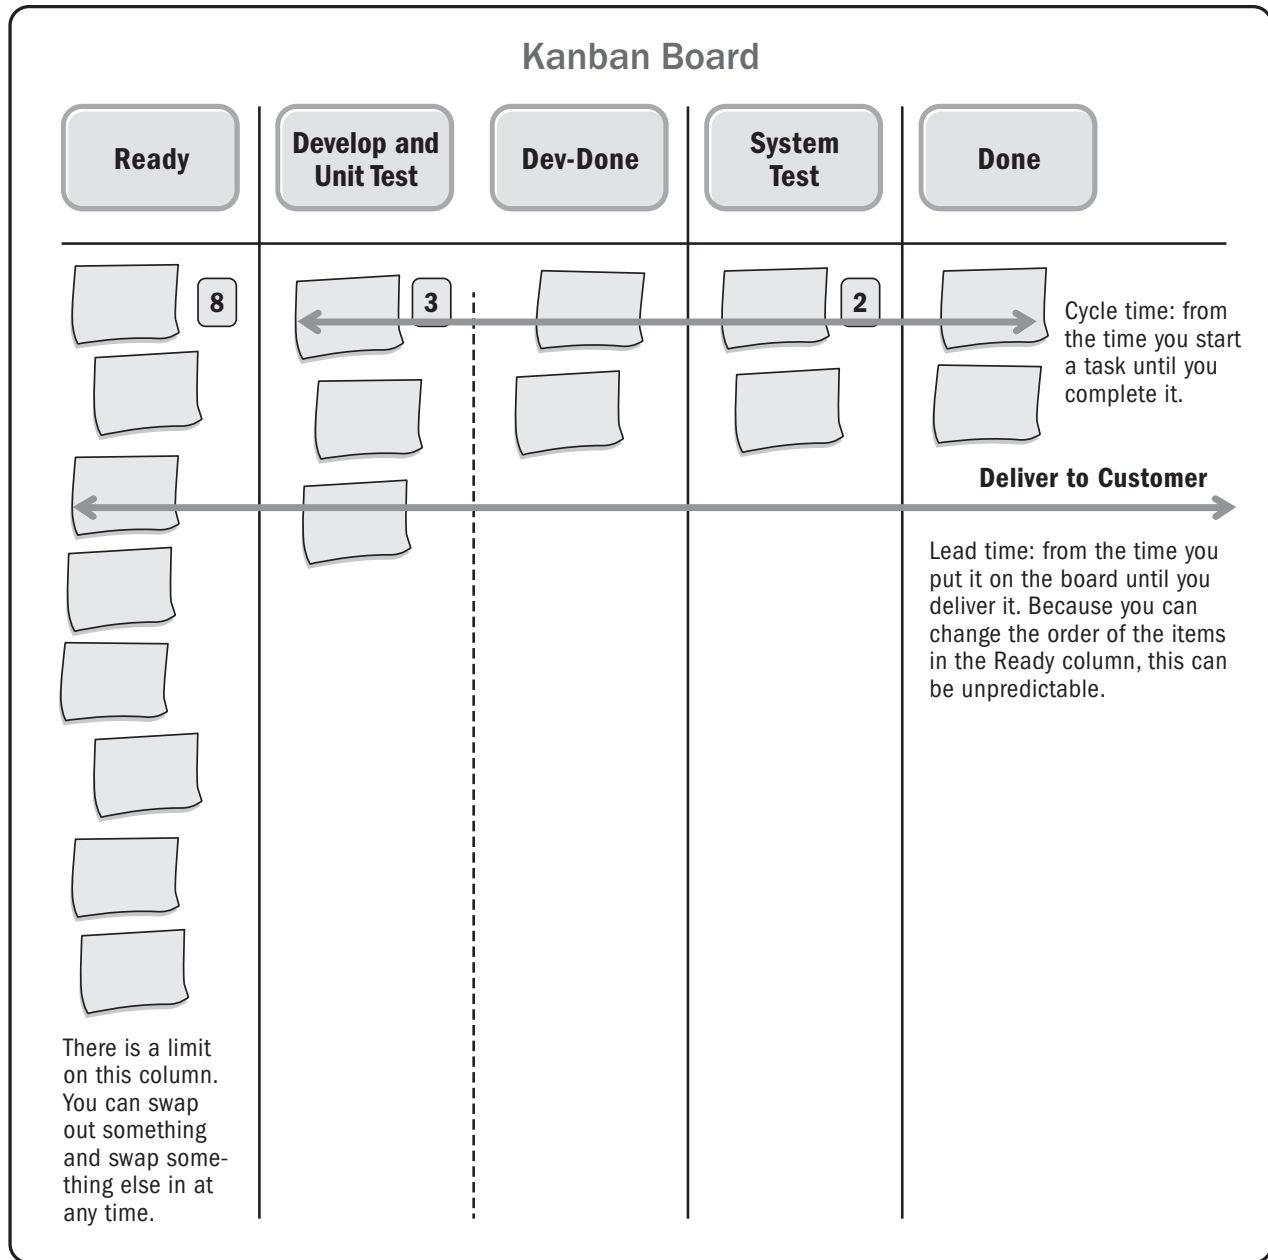 Kanban Board
Ready
Develop and
Unit Test
Dev-Done
System
Test
Done
8
3
2
Cycle time: from
the time you start
a task until you
complete it.
Deliver to Customer
Lead time: from the time you
put it on the board until you
deliver it. Because you can
change the order of the items
in the Ready column, this can
be unpredictable.
There is a limit
on this column.
You can swap
out something
and swap some-
thing else in at
any time.